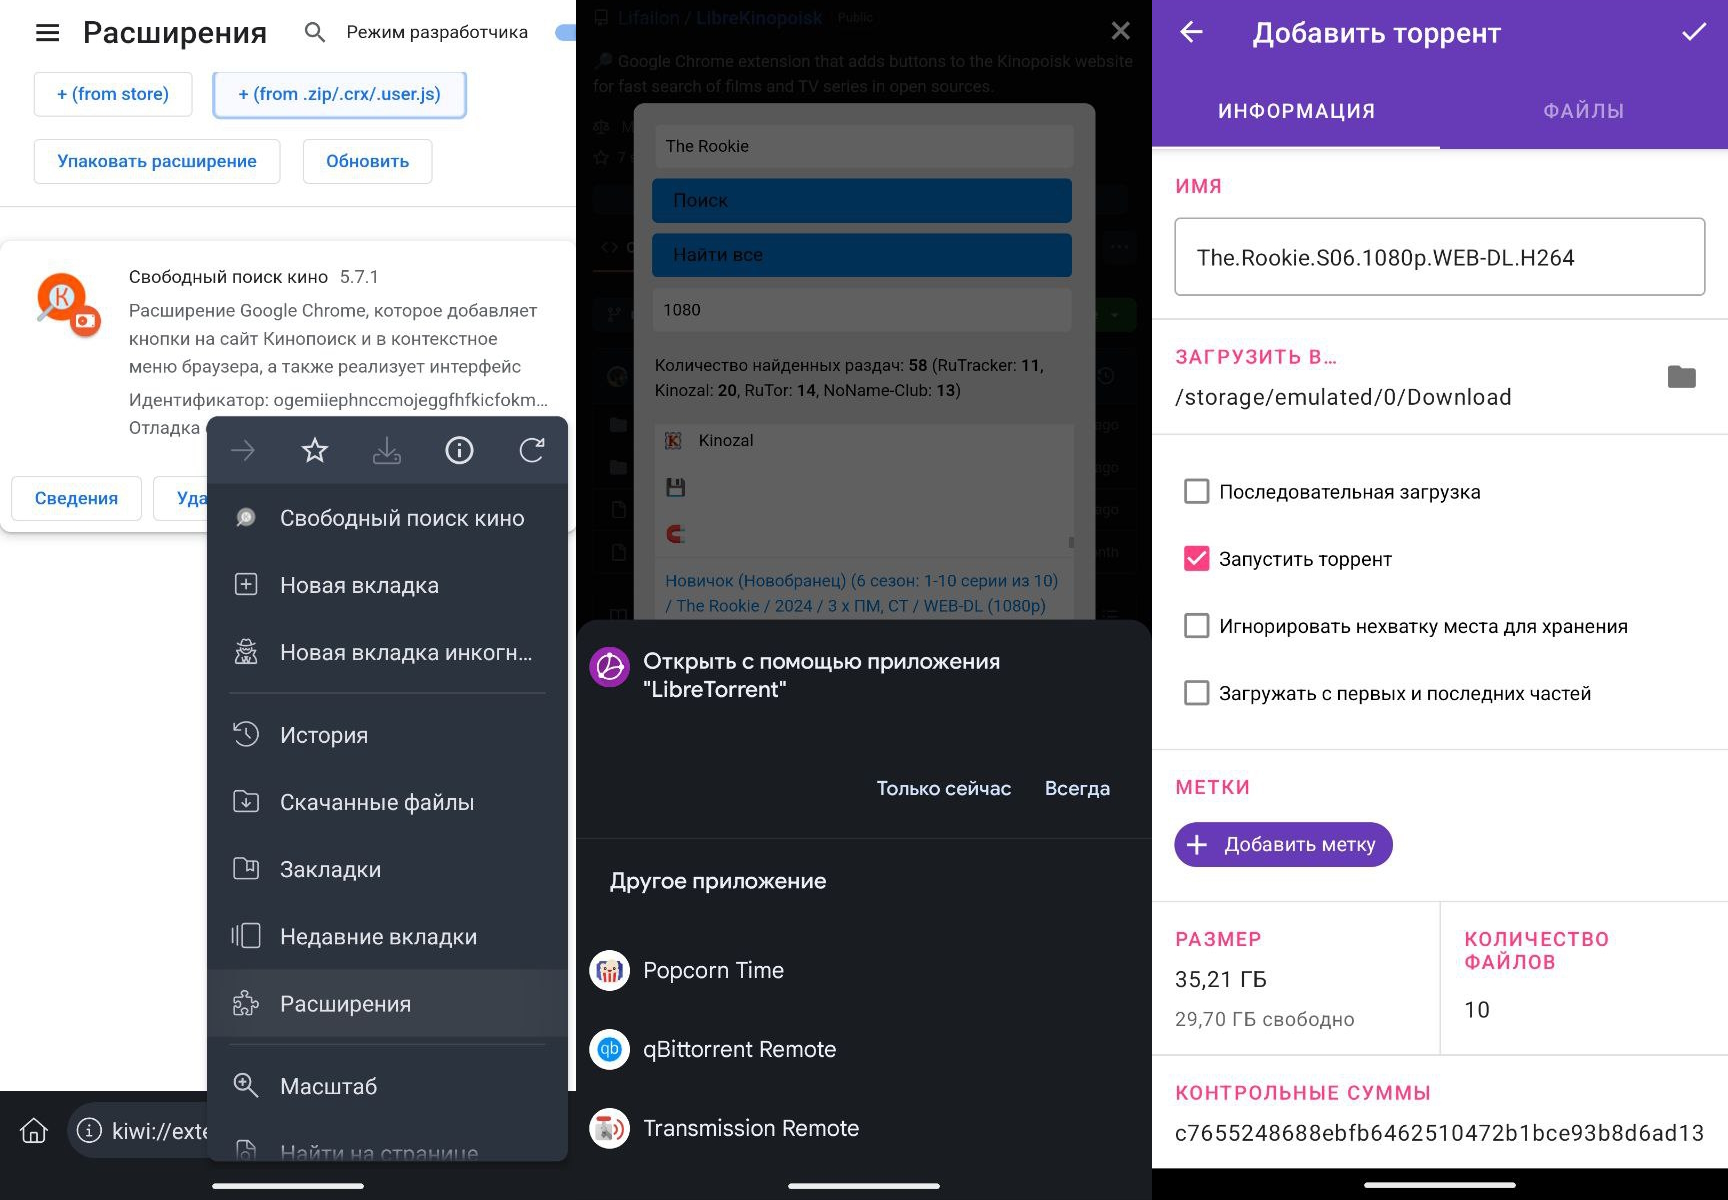 Расширения
Режим разработчика
+ (from store)
+ (from .zip/.crx/.user.js)
Упаковать расширение
Обновить
Свободный поиск кино 5.7.1
Расширение Google Chrome, которое добавляет
кнопки на сайт Кинопоиск и в контекстное
меню браузера, а также реализует интерфейс
Идентификатор: ogemiiephnccmojeggfhfkicfokm...
Отладка
Сведения
Уда
Свободный поиск кино
Новая вкладка
Новая вкладка инкогн...
История
Скачанные файлы
Закладки
Недавние вкладки
Расширения
Масштаб
Найти на странице
kiwi://exte
Lifailon / LibreKinopoisk Public
Google Chrome extension that adds buttons to the Kinopoisk website
for fast search of films and TV series in open sources.
The Rookie
Поиск
Найти все
1080
Количество найденных раздач: 58 (RuTracker: 11,
Kinozal: 20, RuTor: 14, NoName-Club: 13)
Kinozal
Новичок (Новобранец) (6 сезон: 1-10 серии из 10)
/ The Rookie / 2024 / 3 x ПМ, СТ / WEB-DL (1080p)
Открыть с помощью приложения
"LibreTorrent"
Только сейчас
Всегда
Другое приложение
Popcorn Time
qBittorrent Remote
Transmission Remote
Добавить торрент
ИНФОРМАЦИЯ
ФАЙЛЫ
ИМЯ
The.Rookie.S06.1080p.WEB-DL.H264
ЗАГРУЗИТЬ В...
/storage/emulated/0/Download
Последовательная загрузка
Запустить торрент
Игнорировать нехватку места для хранения
Загружать с первых и последних частей
МЕТКИ
+ Добавить метку
РАЗМЕР
35,21 ГБ
29,70 ГБ свободно
КОЛИЧЕСТВО
ФАЙЛОВ
10
КОНТРОЛЬНЫЕ СУММЫ
c7655248688ebfb6462510472b1bce93b8d6ad13